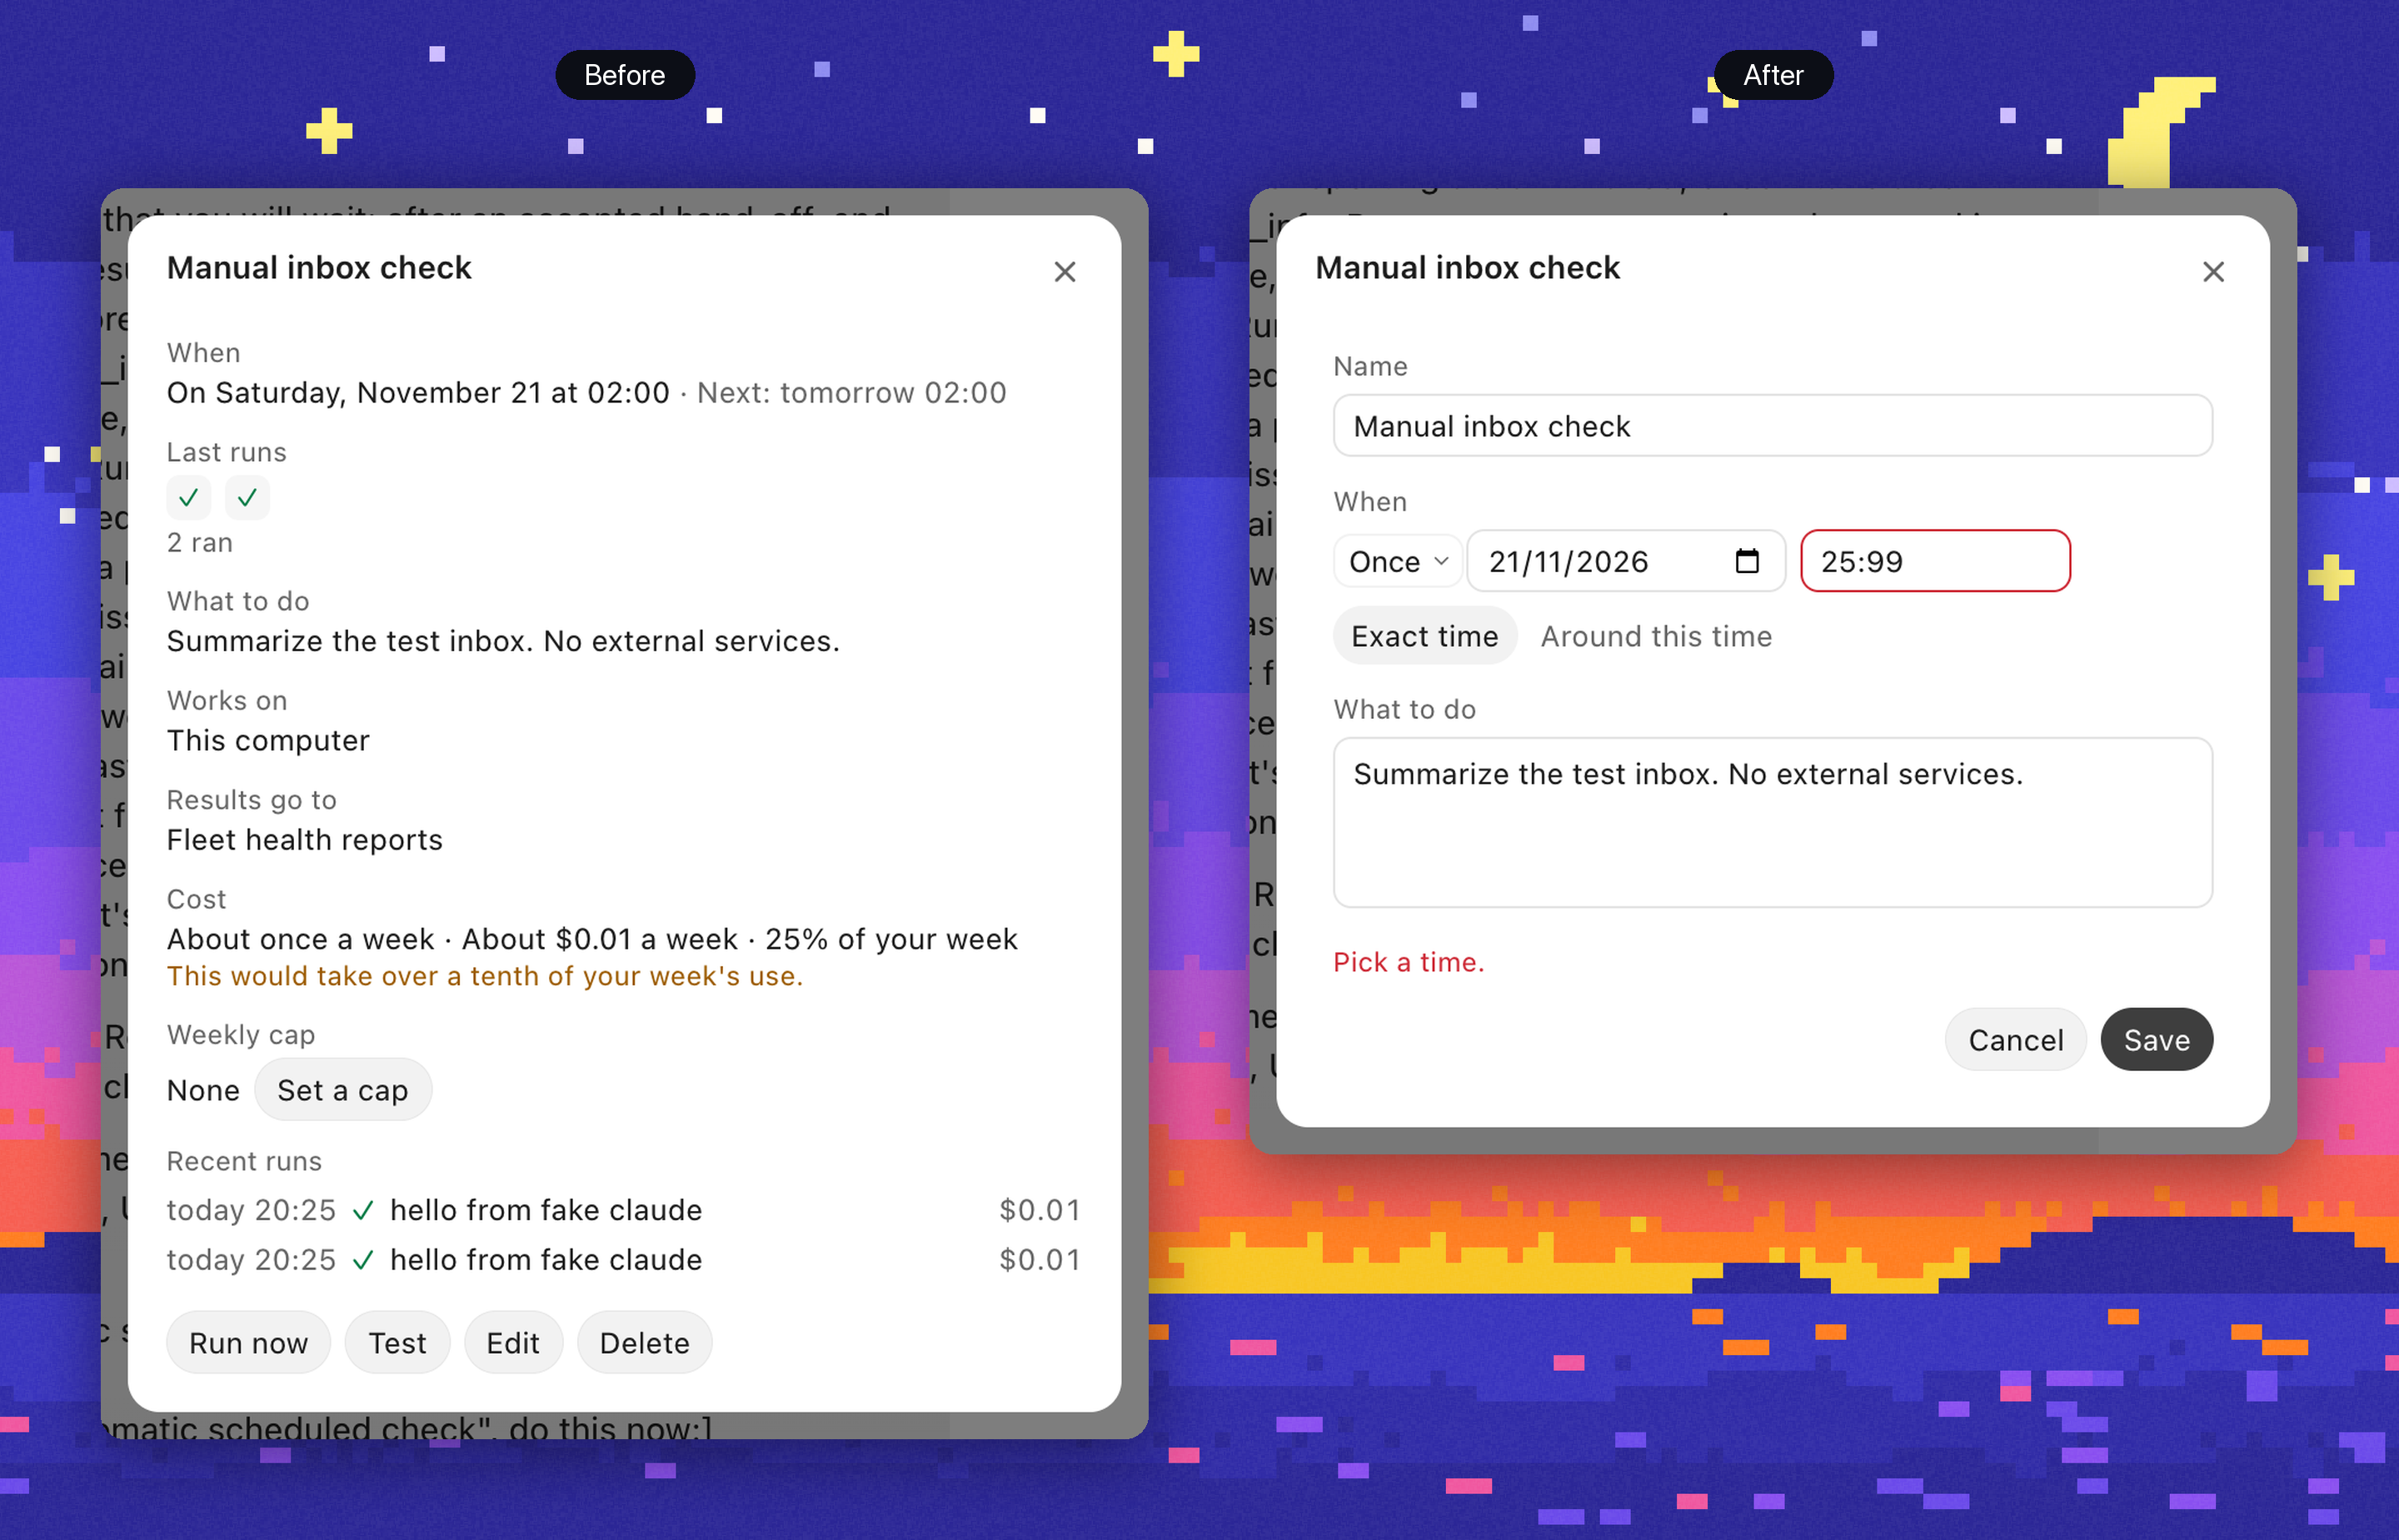 Before
Manual inbox check
When
On Saturday, November 21 at 02:00 · Next: tomorrow 02:00
Last runs
2 ran
What to do
Summarize the test inbox. No external services.
Works on
This computer
Results go to
Fleet health reports
Cost
About once a week · About $0.01 a week · 25% of your week
This would take over a tenth of your week's use.
Weekly cap
None Set a cap
Recent runs
today 20:25 ✓ hello from fake claude $0.01
today 20:25 ✓ hello from fake claude $0.01
Run now Test Edit Delete
scheduled check", do this now:]
After
Manual inbox check
Name
Manual inbox check
When
Once 21/11/2026 25:99
Exact time Around this time
What to do
Summarize the test inbox. No external services.
Pick a time.
Cancel Save